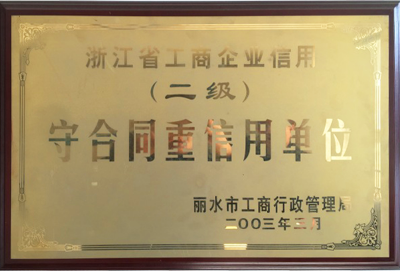 浙江省工商企业信用
(二级)
守合同重信用单位
丽水市工商行政管理局
二00三年三月